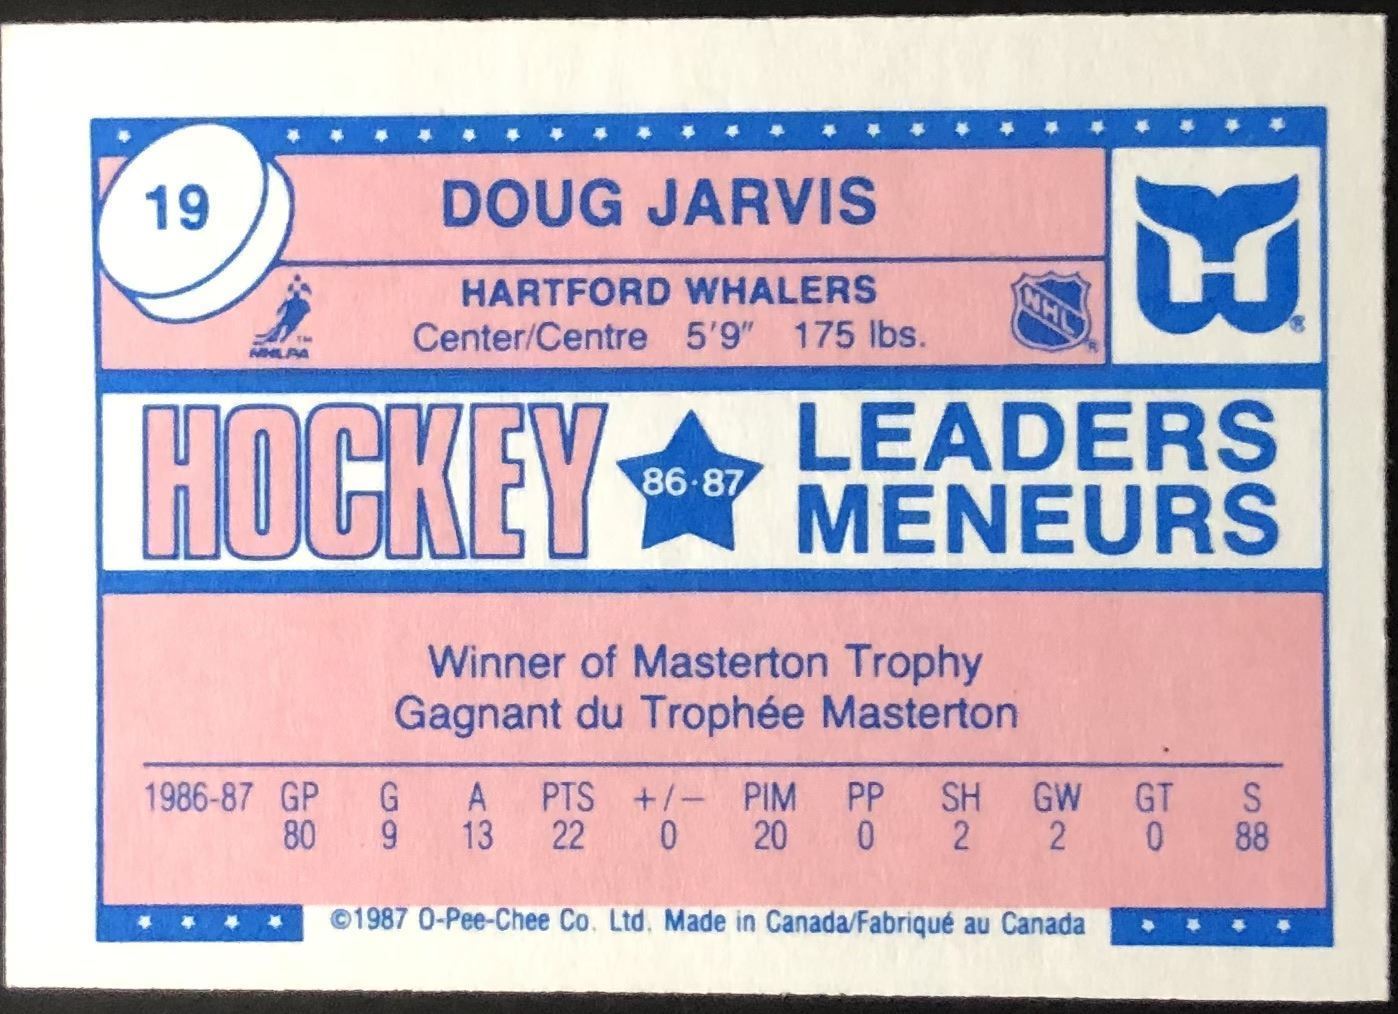 19
DOUG JARVIS
HARTFORD WHALERS
Center/Centre 5'9" 175 lbs.
NHLPA ™
NHL ®
®
HOCKEY
86·87
LEADERS
MENEURS
Winner of Masterton Trophy
Gagnant du Trophée Masterton
1986-87 GP G A PTS +/− PIM PP SH GW GT S
80 9 13 22 0 20 0 2 2 0 88
©1987 O-Pee-Chee Co. Ltd. Made in Canada/Fabriqué au Canada